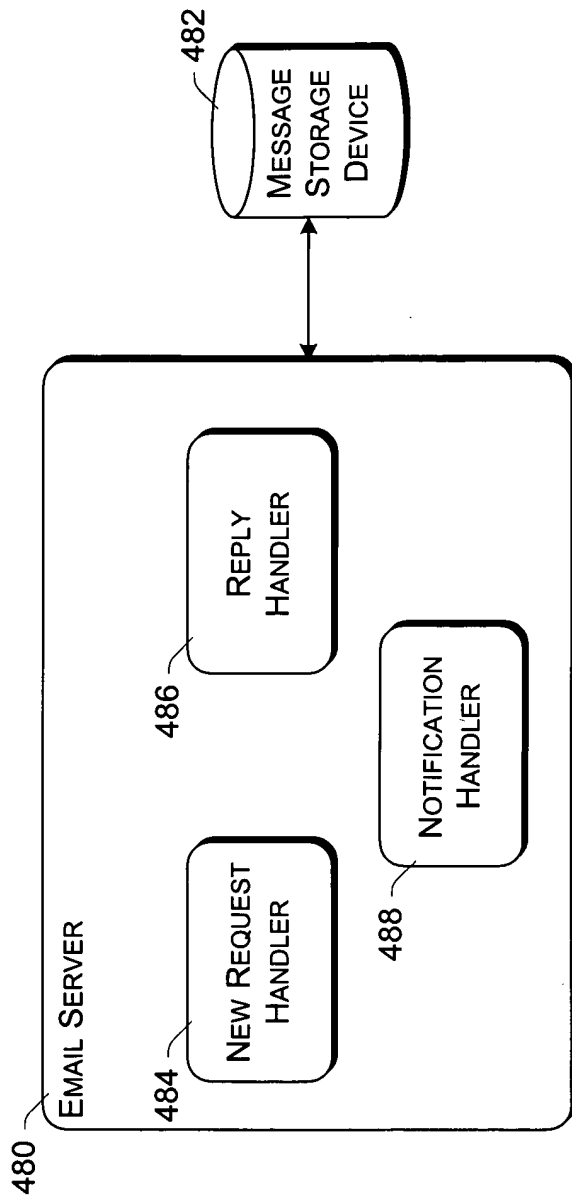 480
EMAIL SERVER
484
NEW REQUEST
HANDLER
486
REPLY
HANDLER
488
NOTIFICATION
HANDLER
482
MESSAGE
STORAGE
DEVICE